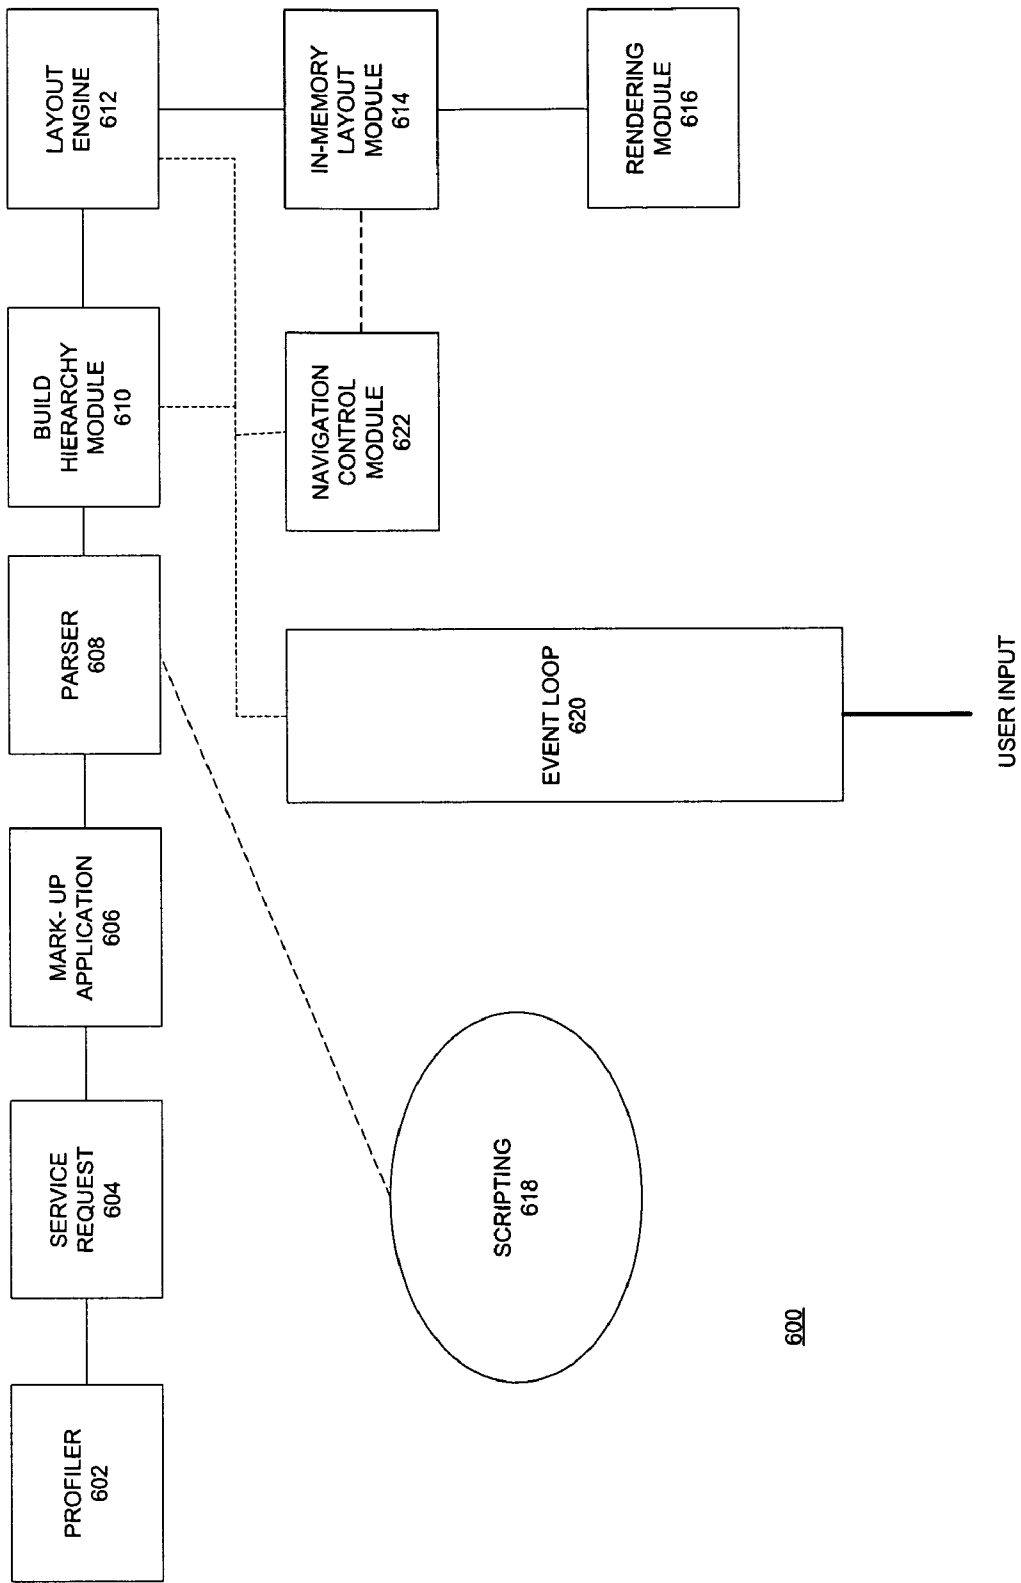 PROFILER
602
SERVICE
REQUEST
604
MARK- UP
APPLICATION
606
PARSER
608
BUILD
HIERARCHY
MODULE
610
LAYOUT
ENGINE
612
SCRIPTING
618
EVENT LOOP
620
NAVIGATION
CONTROL
MODULE
622
IN-MEMORY
LAYOUT
MODULE
614
RENDERING
MODULE
616
USER INPUT
600